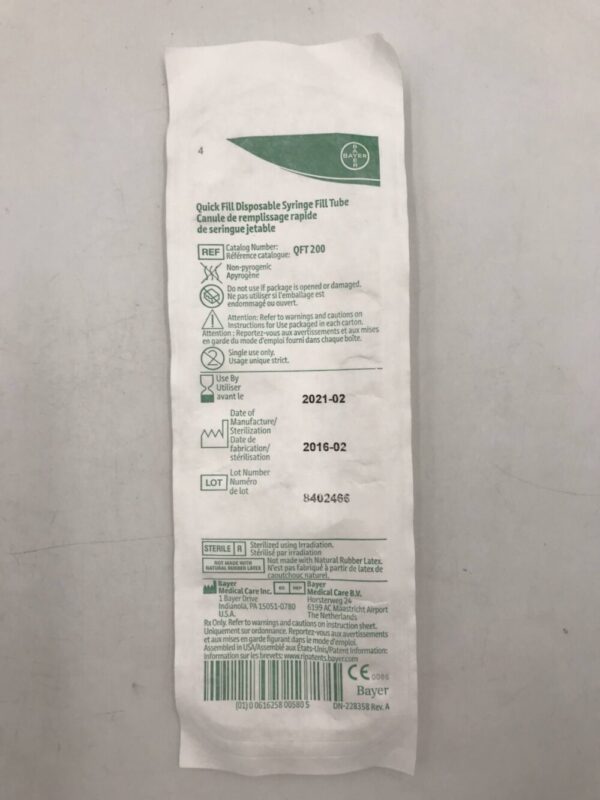 4
BAYER
Quick Fill Disposable Syringe Fill Tube
Canule de remplissage rapide
de seringue jetable
REF Catalog Number: QFT 200
Référence catalogue:
Non-pyrogenic
Apyrogène
Do not use if package is opened or damaged.
Ne pas utiliser si l'emballage est
endommagé ou ouvert.
Attention: Refer to warnings and cautions on
Instructions for Use packaged in each carton.
Attention : Reportez-vous aux avertissements et aux mises
en garde du mode d'emploi fourni dans chaque boîte.
2 Single use only.
Usage unique strict.
Use By
Utiliser
avant le 2021-02
Date of
Manufacture/
Sterilization
Date de 2016-02
fabrication/
stérilisation
LOT Lot Number
Numéro
de lot 8402466
STERILE R Sterilized using Irradiation.
Stérilisé par irradiation
NOT MADE WITH NATURAL RUBBER LATEX Not made with Natural Rubber Latex.
N'est pas fabriqué à partir de latex de
caoutchouc naturel.
Bayer
Medical Care Inc.
1 Bayer Drive
Indianola, PA 15051-0780
U.S.A.
EC REP Bayer
Medical Care B.V.
Horsterweg 24
6199 AC Maastricht Airport
The Netherlands
Rx Only. Refer to warnings and cautions on instruction sheet.
Uniquement sur ordonnance. Reportez-vous aux avertissements
et aux mises en garde figurant dans le mode d'emploi.
Assembled in USA/Assemblé aux États-Unis/Patent Information:
information sur les brevets: www.ripatents.bayer.com
CE 0086
Bayer
(01) 0 0616258 00580 5
DN-228358 Rev. A